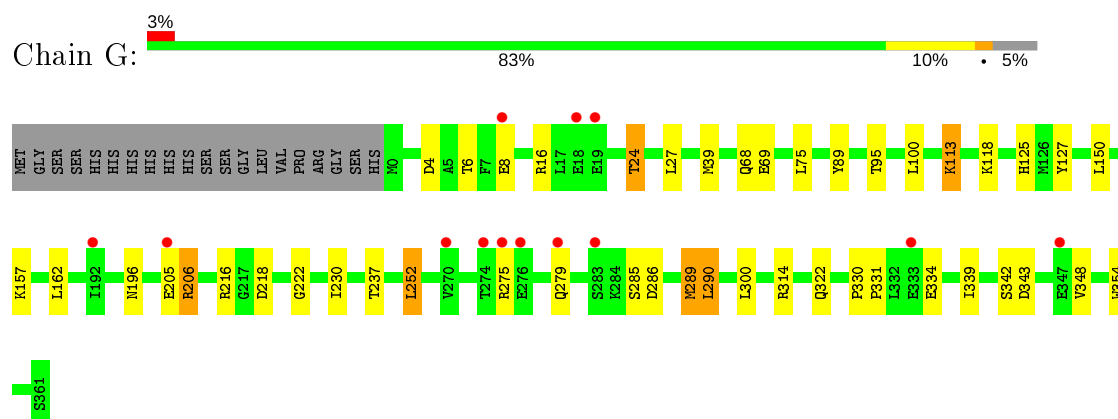 3%
Chain G:
83% 10% • 5%
MET GLY SER SER HIS HIS HIS HIS HIS HIS SER SER GLY LEU VAL PRO ARG GLY SER HIS M0 D4 A5 T6 F7 E8 R16 L17 E18 E19 T24 L27 M39 Q68 E69 L75 Y89 T95 L100 K113 K118 H125 M126 Y127 L150
K157 L162 I192 N196 E205 R206 R216 G217 D218 G222 I230 T237 L252 V270 T274 R275 E276 Q279 S283 K284 S285 D286 M289 L290 L300 R314 Q322 P330 P331 L332 E333 E334 I339 S342 D343 E347 V348 W354
S361